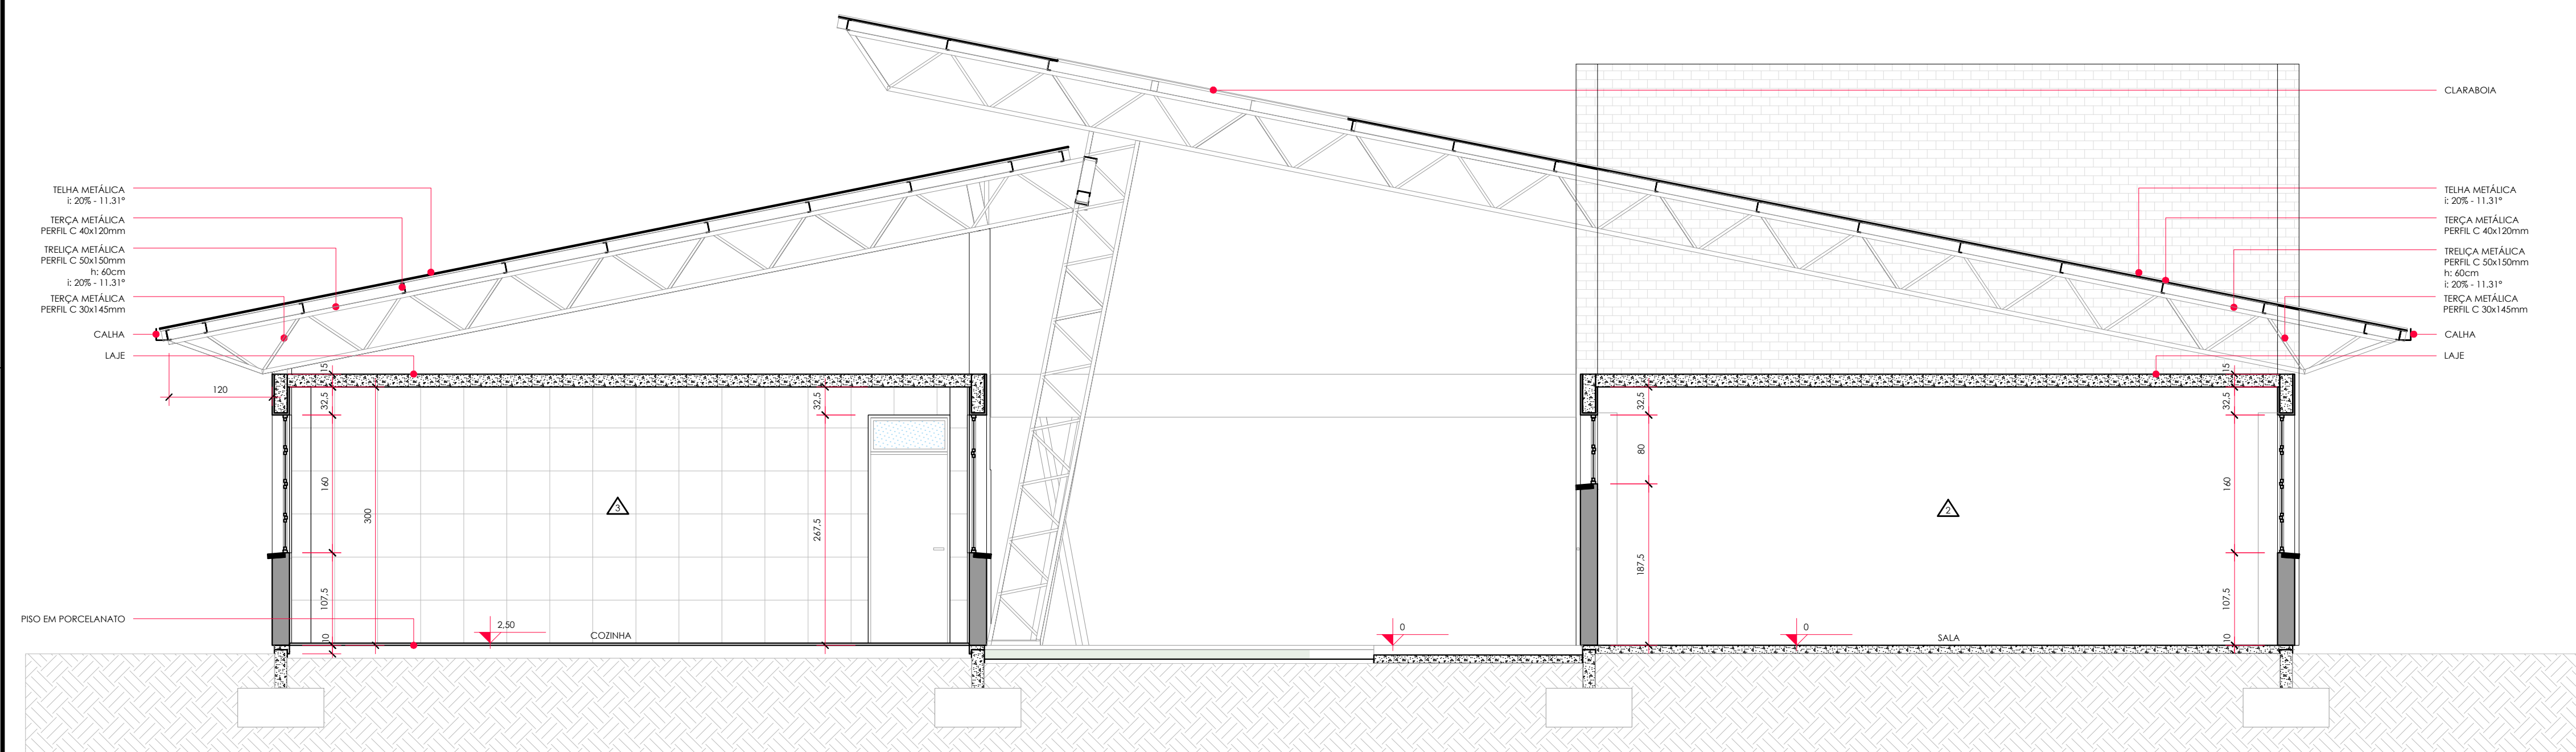 CLARABOIA
TELHA METÁLICA
i: 20% - 11.31°
TERÇA METÁLICA
PERFIL C 40x120mm
TRELIÇA METÁLICA
PERFIL C 50x150mm
h: 60cm
i: 20% - 11.31°
TERÇA METÁLICA
PERFIL C 30x145mm
CALHA
LAJE
TELHA METÁLICA
i: 20% - 11.31°
TERÇA METÁLICA
PERFIL C 40x120mm
TRELIÇA METÁLICA
PERFIL C 50x150mm
h: 60cm
i: 20% - 11.31°
TERÇA METÁLICA
PERFIL C 30x145mm
CALHA
LAJE
120
15
32,5
160
107,5
10
300
32,5
267,5
3
32,5
80
187,5
2
15
32,5
160
107,5
10
PISO EM PORCELANATO
2,50
COZINHA
0
0
SALA